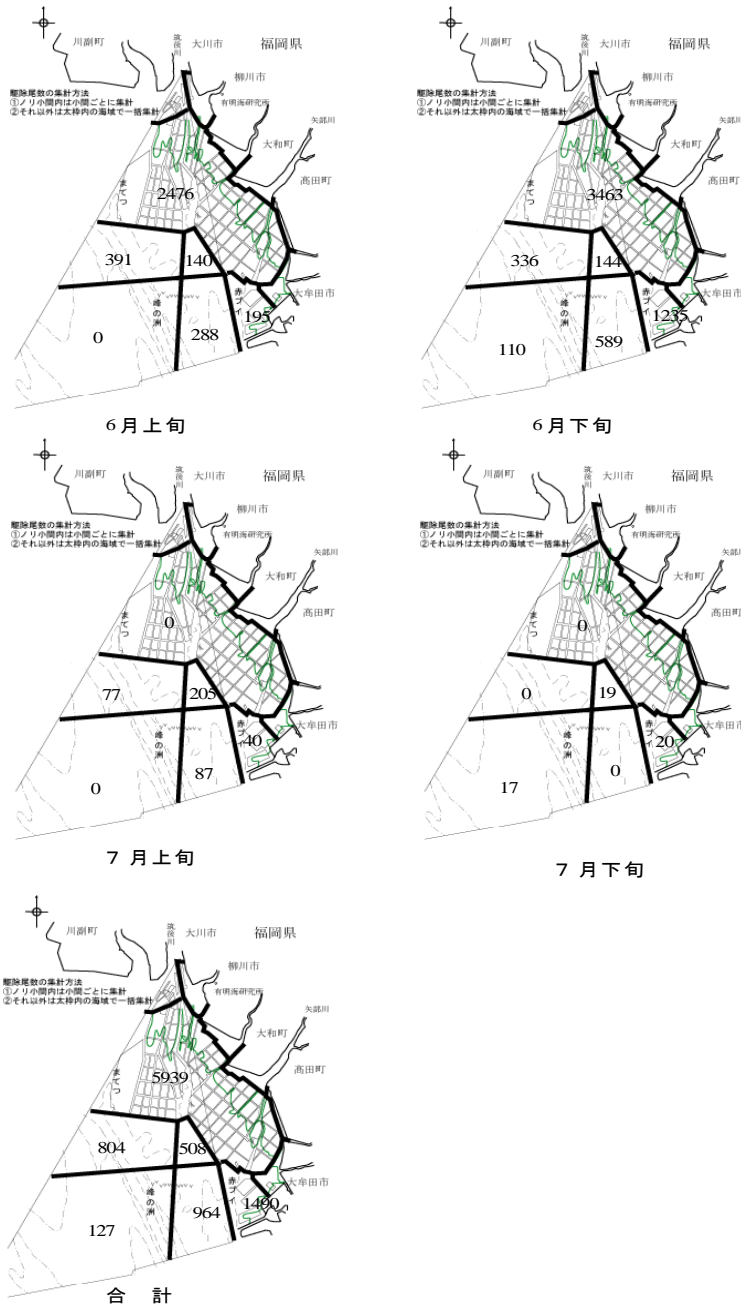 川副町
筑後川
大川市
福岡県
柳川市
駆除尾数の集計方法
①ノリ小間内は小間ごとに集計
②それ以外は太枠内の海域で一括集計
有明海研究所
矢部川
大和町
高田町
まてつ
2476
391
140
大牟田市
峰の洲
赤ブイ
195
0
288
6月上旬
川副町
筑後川
大川市
福岡県
柳川市
駆除尾数の集計方法
①ノリ小間内は小間ごとに集計
②それ以外は太枠内の海域で一括集計
有明海研究所
矢部川
大和町
高田町
まてつ
3463
336
144
大牟田市
峰の洲
赤ブイ
1235
110
589
6月下旬
川副町
筑後川
大川市
福岡県
柳川市
駆除尾数の集計方法
①ノリ小間内は小間ごとに集計
②それ以外は太枠内の海域で一括集計
有明海研究所
矢部川
大和町
高田町
まてつ
0
77
205
大牟田市
峰の洲
赤ブイ
40
0
87
7 月上旬
川副町
筑後川
大川市
福岡県
柳川市
駆除尾数の集計方法
①ノリ小間内は小間ごとに集計
②それ以外は太枠内の海域で一括集計
有明海研究所
矢部川
大和町
高田町
まてつ
0
0
19
大牟田市
峰の洲
赤ブイ
20
17
0
7 月下旬
川副町
筑後川
大川市
福岡県
柳川市
駆除尾数の集計方法
①ノリ小間内は小間ごとに集計
②それ以外は太枠内の海域で一括集計
有明海研究所
矢部川
大和町
高田町
まてつ
5939
804
508
大牟田市
峰の洲
赤ブイ
1490
127
964
合 計